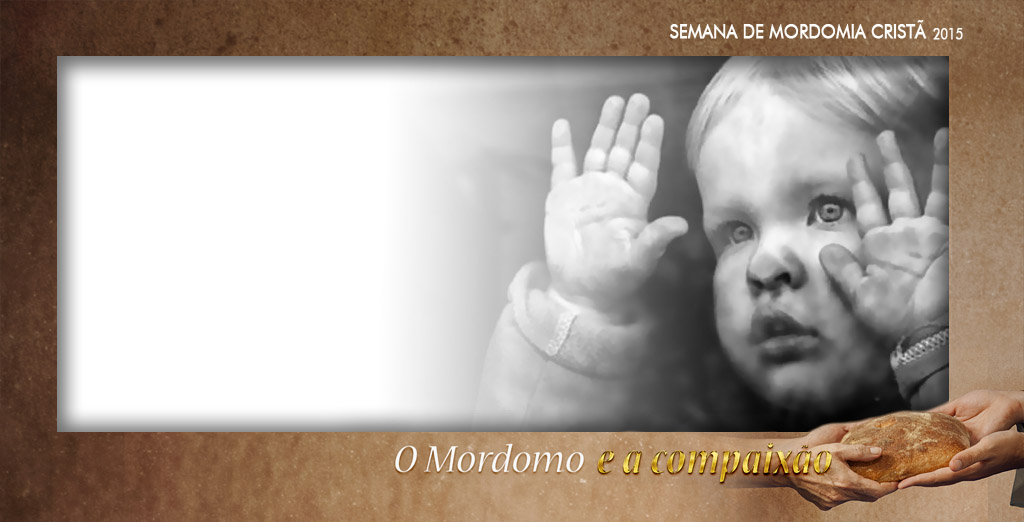 SEMANA DE MORDOMIA CRISTÃ 2015
O Mordomo e a compaixão